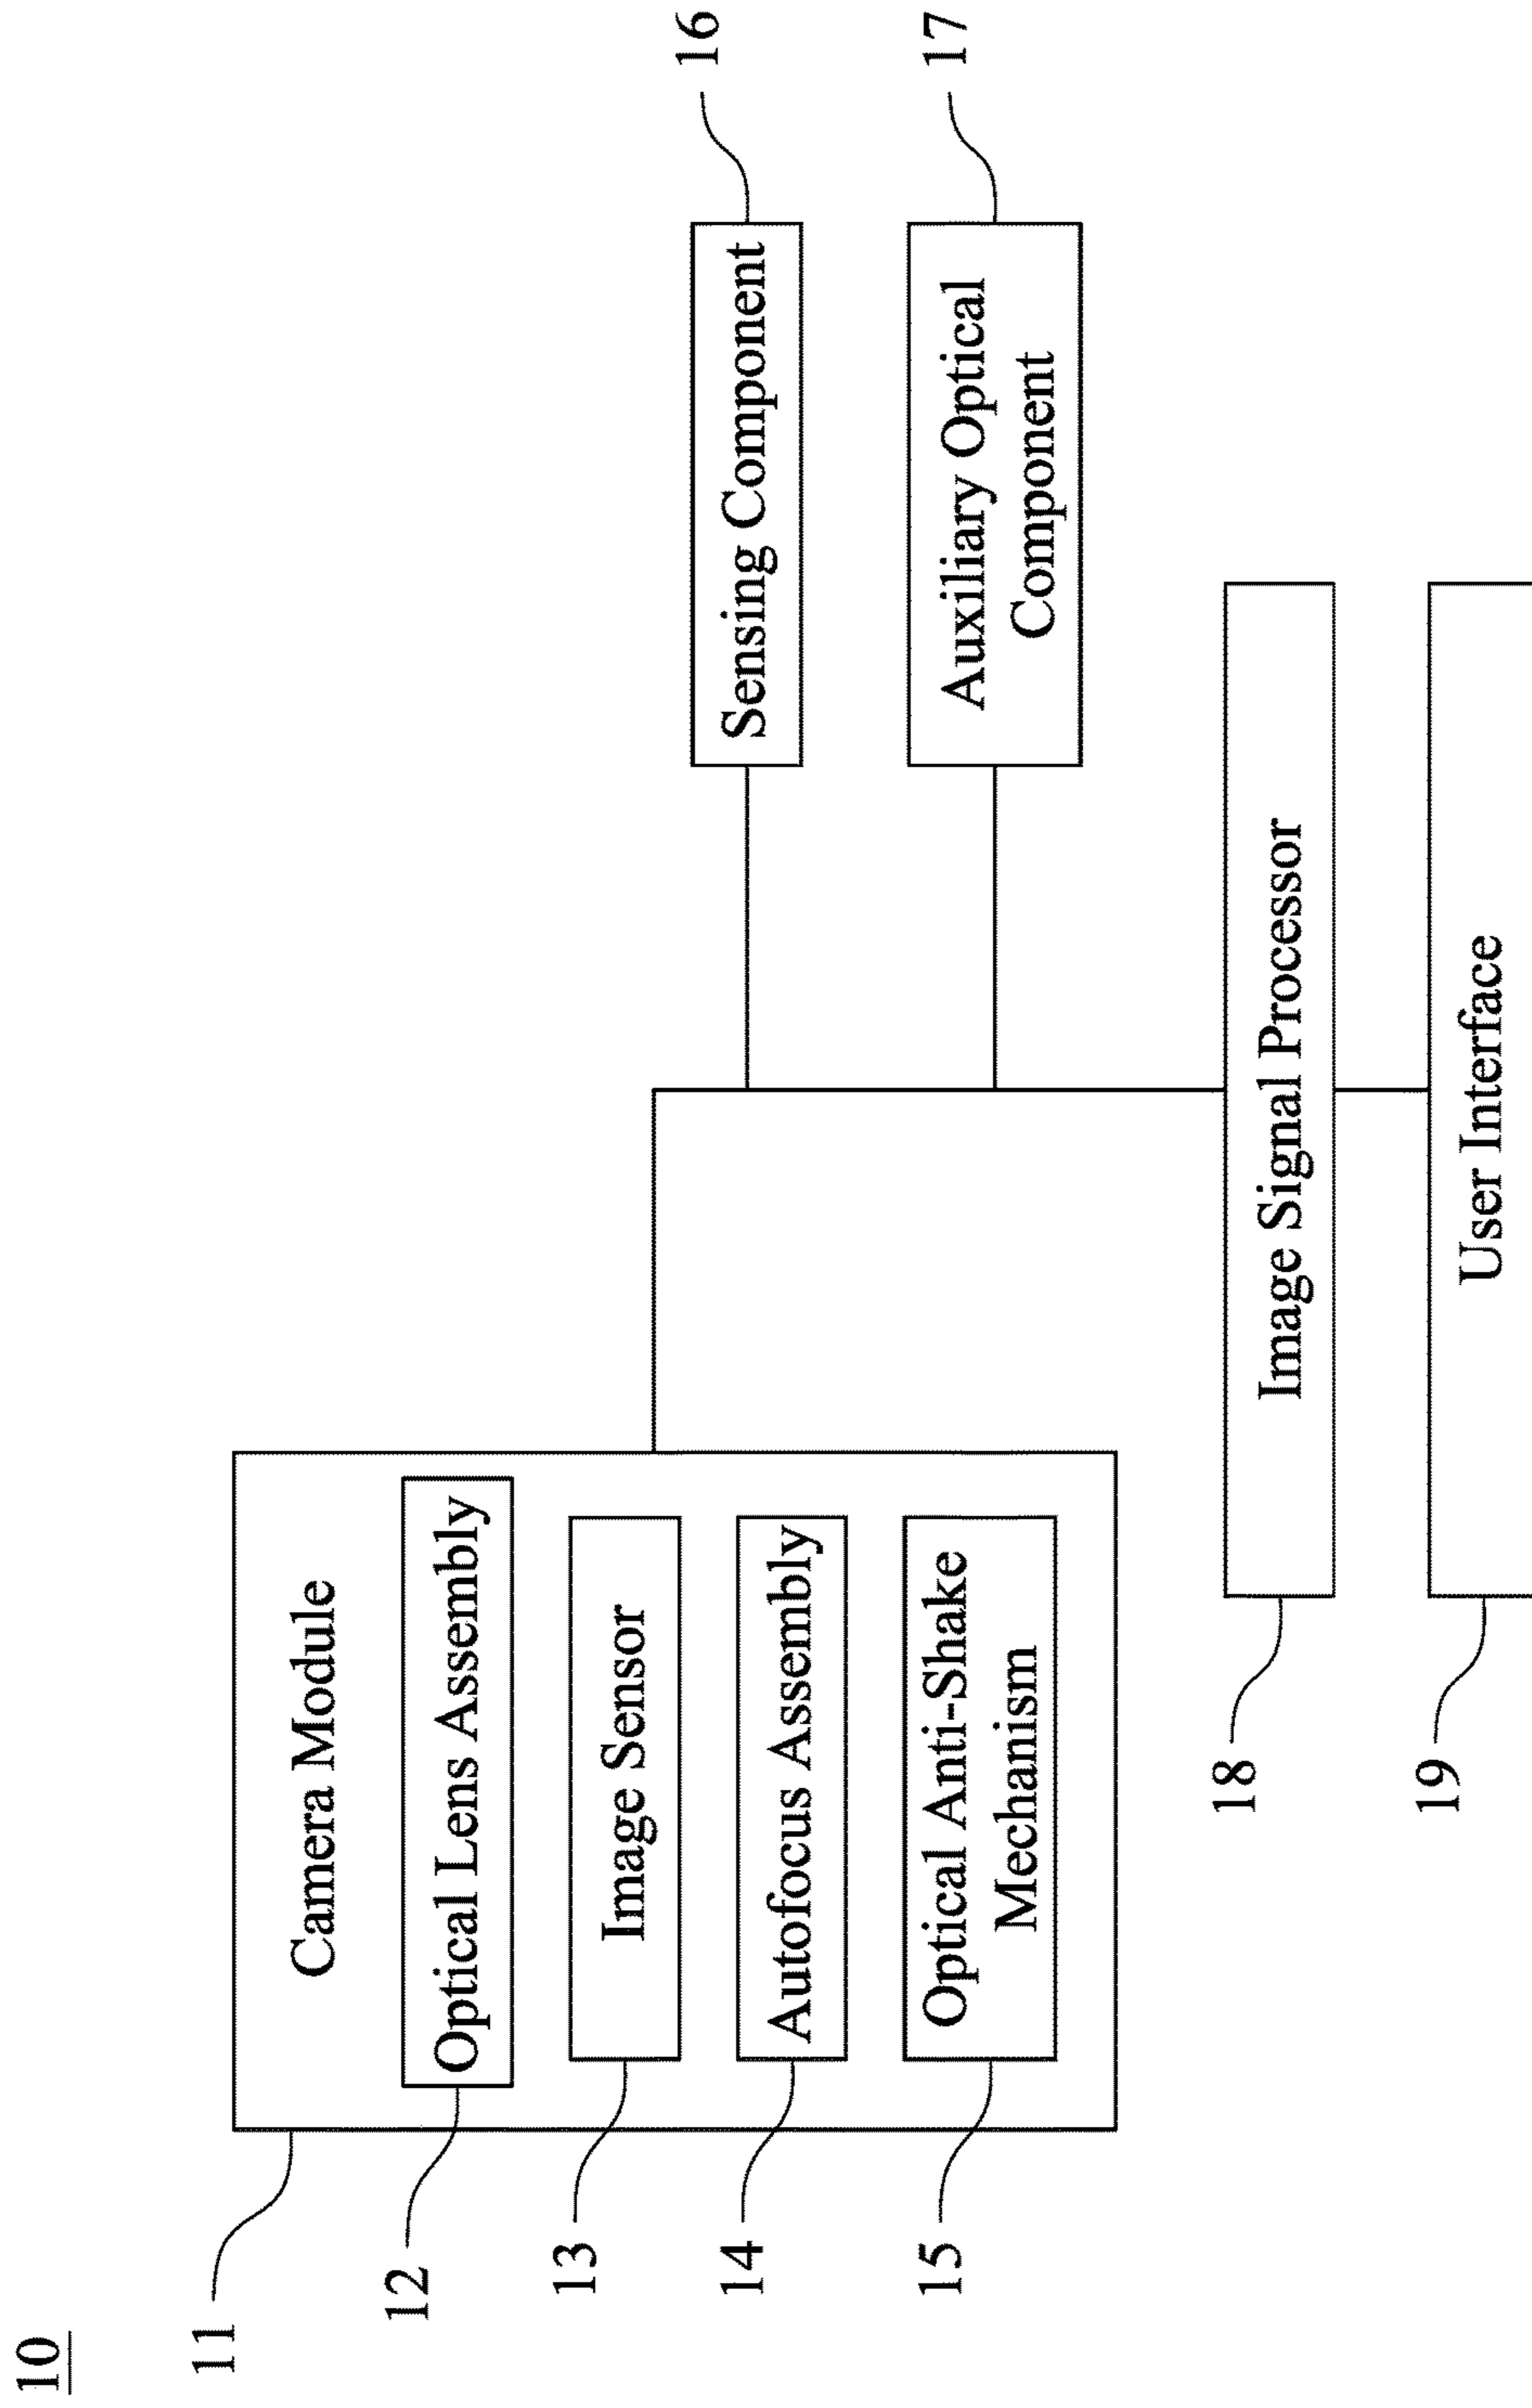 10
11
Camera Module
12
Optical Lens Assembly
13
Image Sensor
14
Autofocus Assembly
15
Optical Anti-Shake
Mechanism
16
Sensing Component
17
Auxiliary Optical
Component
18
Image Signal Processor
19
User Interface